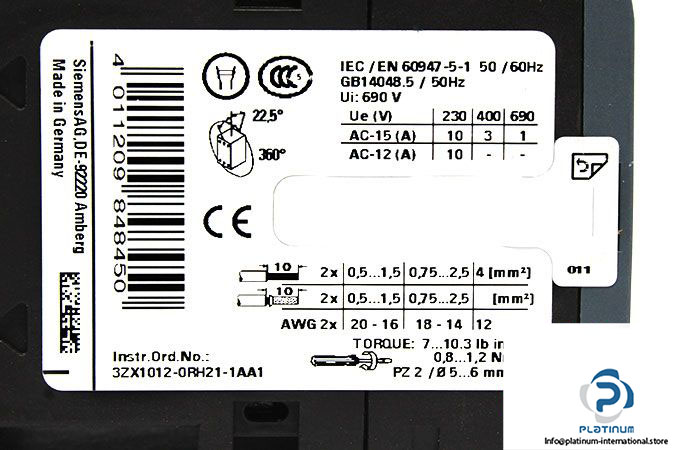 SiemensAG,DE-92220 Amberg
Made in Germany
4 011209 848450
5
IEC / EN 60947-5-1 50 / 60Hz
GB14048.5 / 50Hz
Ui: 690 V
Ue (V) 230 400 690
AC-15 (A) 10 3 1
AC-12 (A) 10 - -
22,5°
360°
CE
011
10 2x 0,5...1,5 0,75...2,5 4 [mm²]
10 2x 0,5...1,5 0,75...2,5 [mm²]
AWG 2x 20 - 16 18 - 14 12
TORQUE: 7...10.3 lb in
0,8...1,2 N
PZ 2 / Ø 5...6 mm
Instr.Ord.No.:
3ZX1012-0RH21-1AA1
PLATINUM
info@platinum-international.store